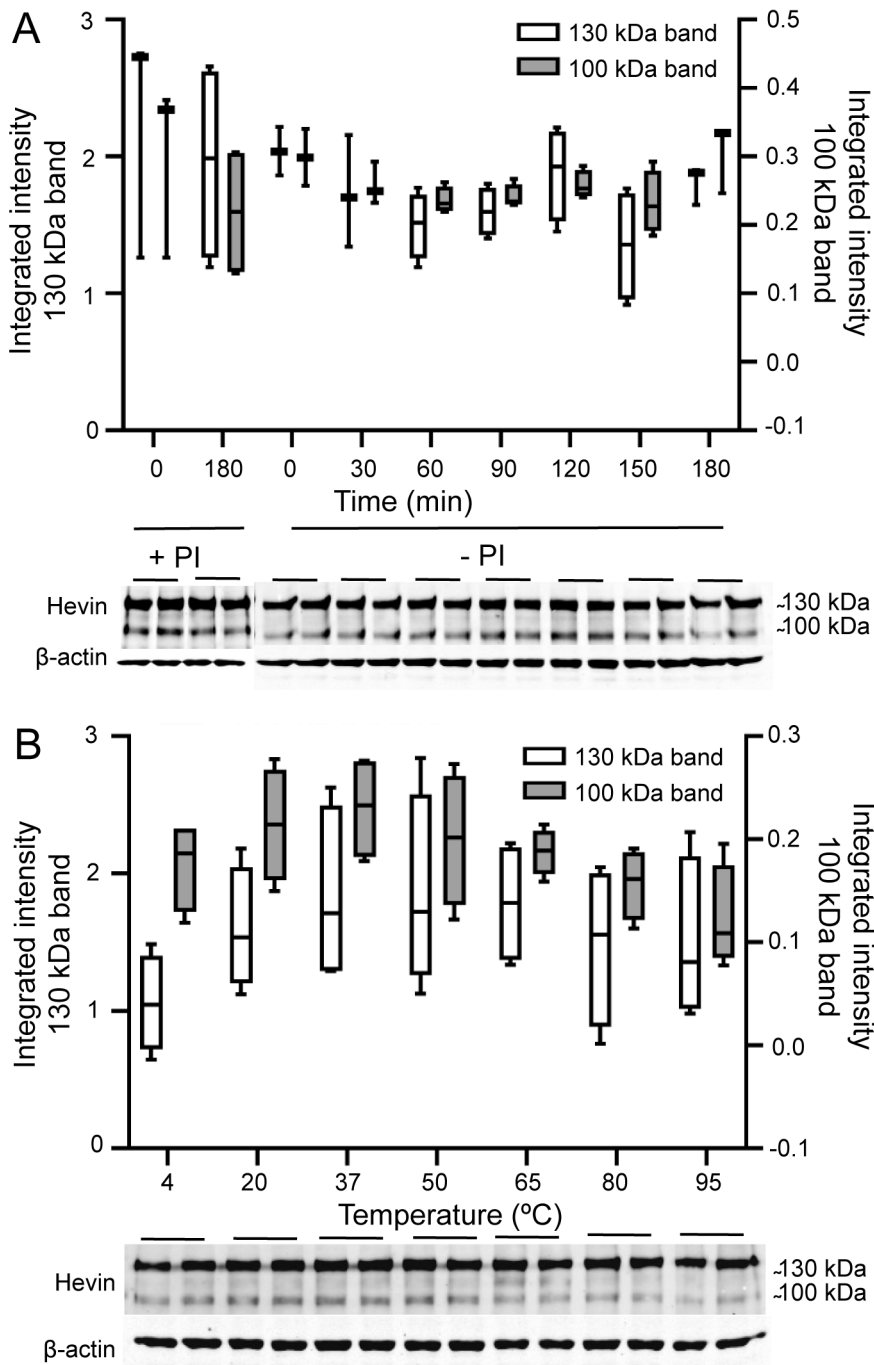 A
130 kDa band
100 kDa band
Integrated intensity
130 kDa band
3
2
1
0
0.5
0.4
0.3
0.2
0.1
0.0
-0.1
Integrated intensity
100 kDa band
0 180 0 30 60 90 120 150 180
Time (min)
+ PI - PI
Hevin
β-actin
~130 kDa
~100 kDa
B
130 kDa band
100 kDa band
Integrated intensity
130 kDa band
3
2
1
0
0.3
0.2
0.1
0.0
-0.1
Integrated intensity
100 kDa band
4 20 37 50 65 80 95
Temperature (ºC)
Hevin
β-actin
~130 kDa
~100 kDa